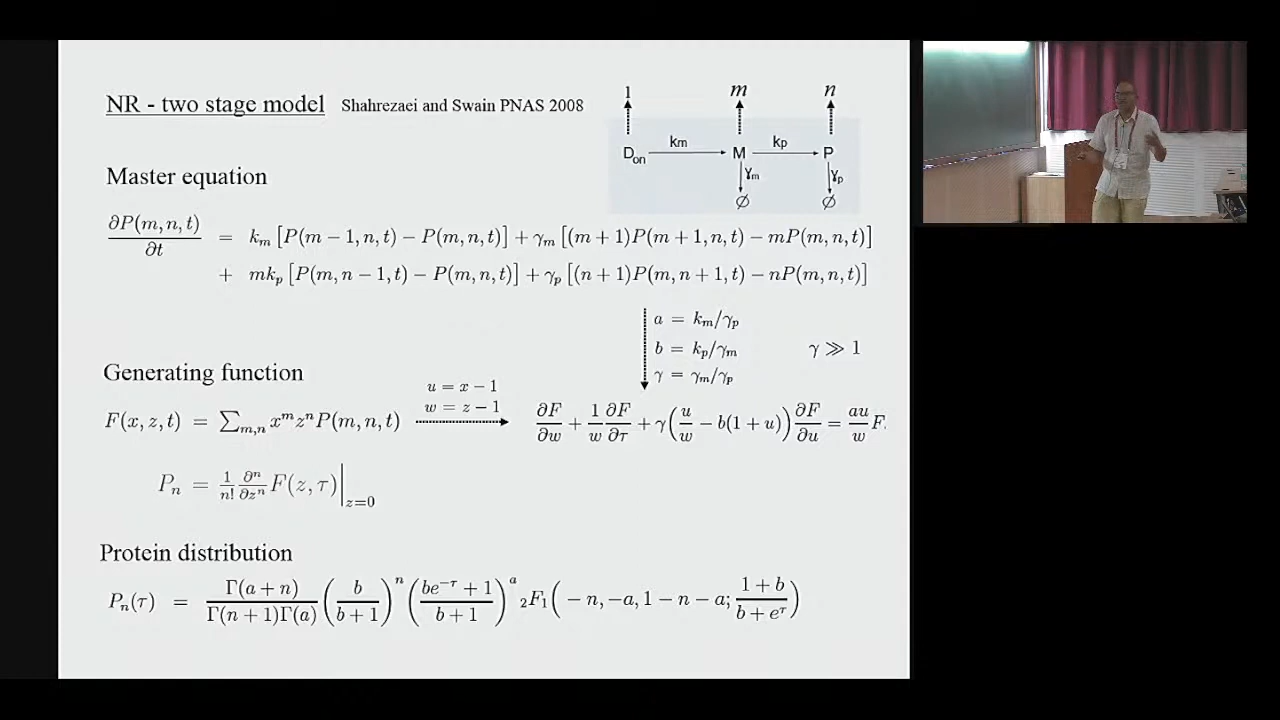 NR - two stage model Shahrezaei and Swain PNAS 2008
1 m n
D_on km M kp P
γm γp
∅ ∅
Master equation
∂P(m, n, t)/∂t = k_m [P(m − 1, n, t) − P(m, n, t)] + γ_m [(m + 1)P(m + 1, n, t) − mP(m, n, t)]
+ mk_p [P(m, n − 1, t) − P(m, n, t)] + γ_p [(n + 1)P(m, n + 1, t) − nP(m, n, t)]
a = k_m/γ_p
b = k_p/γ_m γ ≫ 1
γ = γ_m/γ_p
Generating function
u = x − 1
w = z − 1
F(x, z, t) = ∑_{m,n} x^m z^n P(m, n, t) ∂F/∂w + 1/w ∂F/∂τ + γ(u/w − b(1 + u)) ∂F/∂u = au/w F.
P_n = 1/n! ∂^n/∂z^n F(z, τ)|_{z=0}
Protein distribution
P_n(τ) = Γ(a + n)/Γ(n + 1)Γ(a) (b/b + 1)^n (be^{−τ} + 1/b + 1)^a ₂F₁(− n, −a, 1 − n − a; 1 + b/b + e^τ)